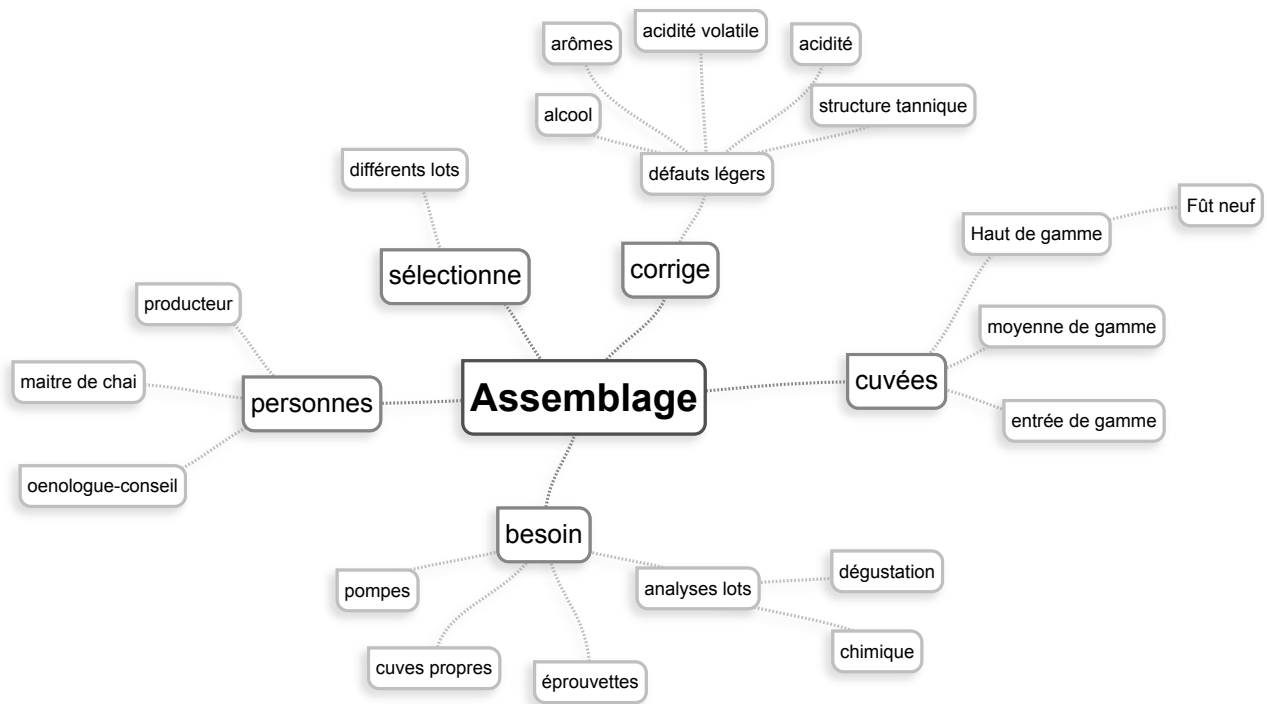 acidité volatile
arômes
acidité
structure tannique
alcool
différents lots
défauts légers
Fût neuf
Haut de gamme
sélectionne
corrige
producteur
moyenne de gamme
maitre de chai
personnes
Assemblage
cuvées
entrée de gamme
oenologue-conseil
besoin
pompes
analyses lots
dégustation
cuves propres
éprouvettes
chimique